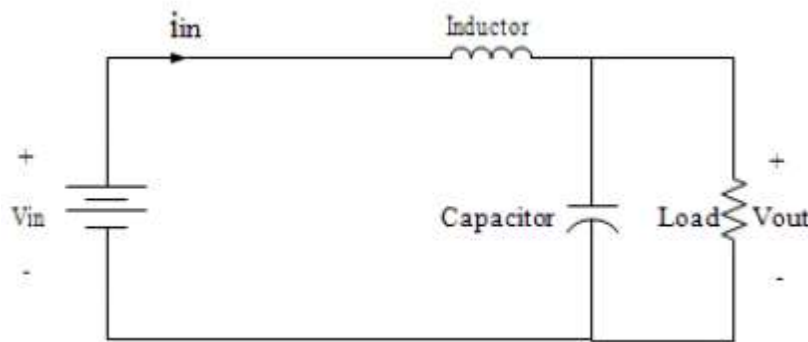 iin
Inductor
+
+
Vin
Capacitor
Load
Vout
-
-